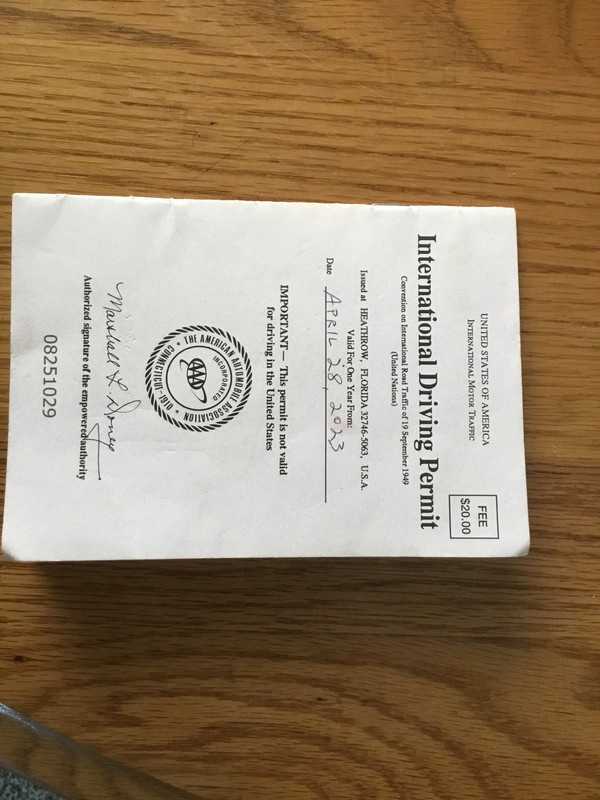 UNITED STATES OF AMERICA
INTERNATIONAL MOTOR TRAFFIC
FEE
$20.00
International Driving Permit
Convention on International Road Traffic of 19 September 1949
(United Nations)
Issued at HEATHROW, FLORIDA 32746-5063, U.S.A.
Valid For One Year From:
Date APRIL 28, 2023
IMPORTANT— This permit is not valid
for driving in the United States
THE AMERICAN AUTOMOBILE ASSOCIATION
INCORPORATED
AAA
CONNECTICUT-
Authorized signature of the empowered authority
08251029